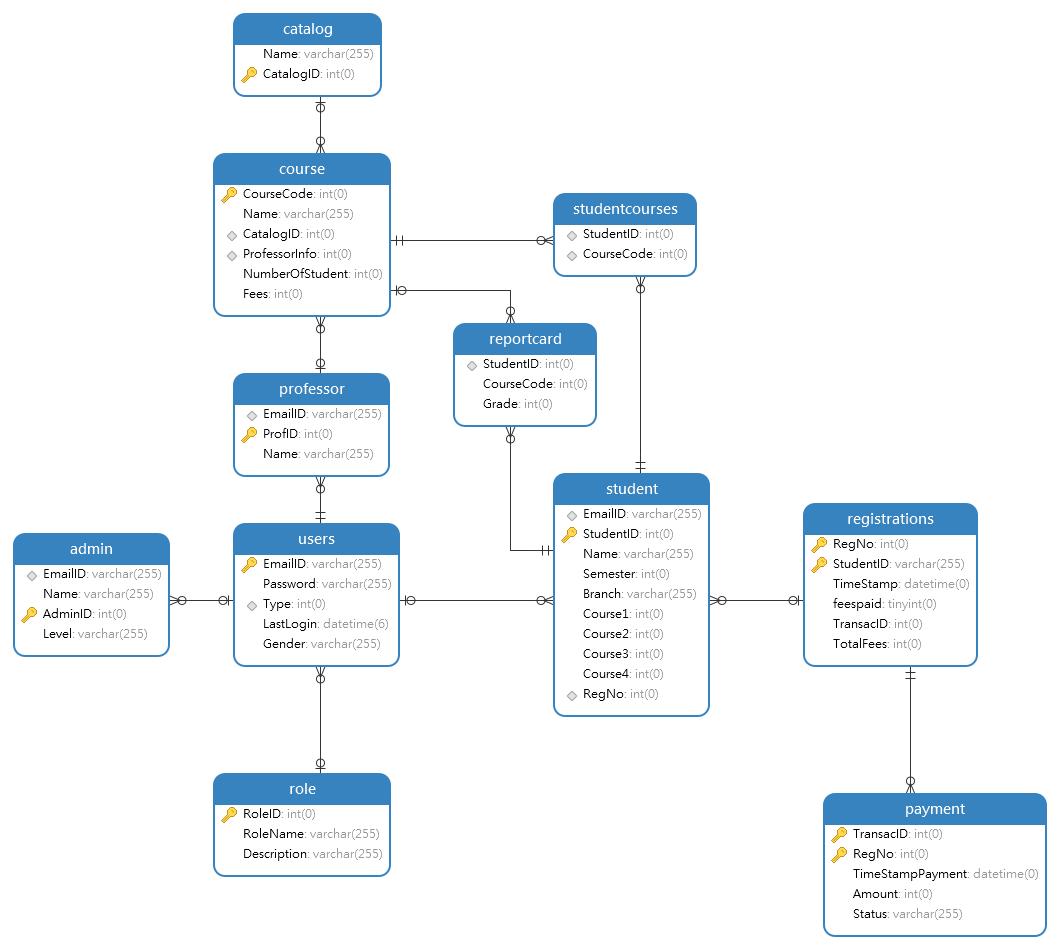 catalog
Name: varchar(255)
CatalogID: int(0)
course
CourseCode: int(0)
Name: varchar(255)
CatalogID: int(0)
ProfessorInfo: int(0)
NumberOfStudent: int(0)
Fees: int(0)
studentcourses
StudentID: int(0)
CourseCode: int(0)
reportcard
StudentID: int(0)
CourseCode: int(0)
Grade: int(0)
professor
EmailID: varchar(255)
ProfID: int(0)
Name: varchar(255)
student
EmailID: varchar(255)
StudentID: int(0)
Name: varchar(255)
Semester: int(0)
Branch: varchar(255)
Course1: int(0)
Course2: int(0)
Course3: int(0)
Course4: int(0)
RegNo: int(0)
registrations
RegNo: int(0)
StudentID: varchar(255)
TimeStamp: datetime(0)
feespaid: tinyint(0)
TransacID: int(0)
TotalFees: int(0)
admin
EmailID: varchar(255)
Name: varchar(255)
AdminID: int(0)
Level: varchar(255)
users
EmailID: varchar(255)
Password: varchar(255)
Type: int(0)
LastLogin: datetime(6)
Gender: varchar(255)
role
RoleID: int(0)
RoleName: varchar(255)
Description: varchar(255)
payment
TransacID: int(0)
RegNo: int(0)
TimeStampPayment: datetime(0)
Amount: int(0)
Status: varchar(255)